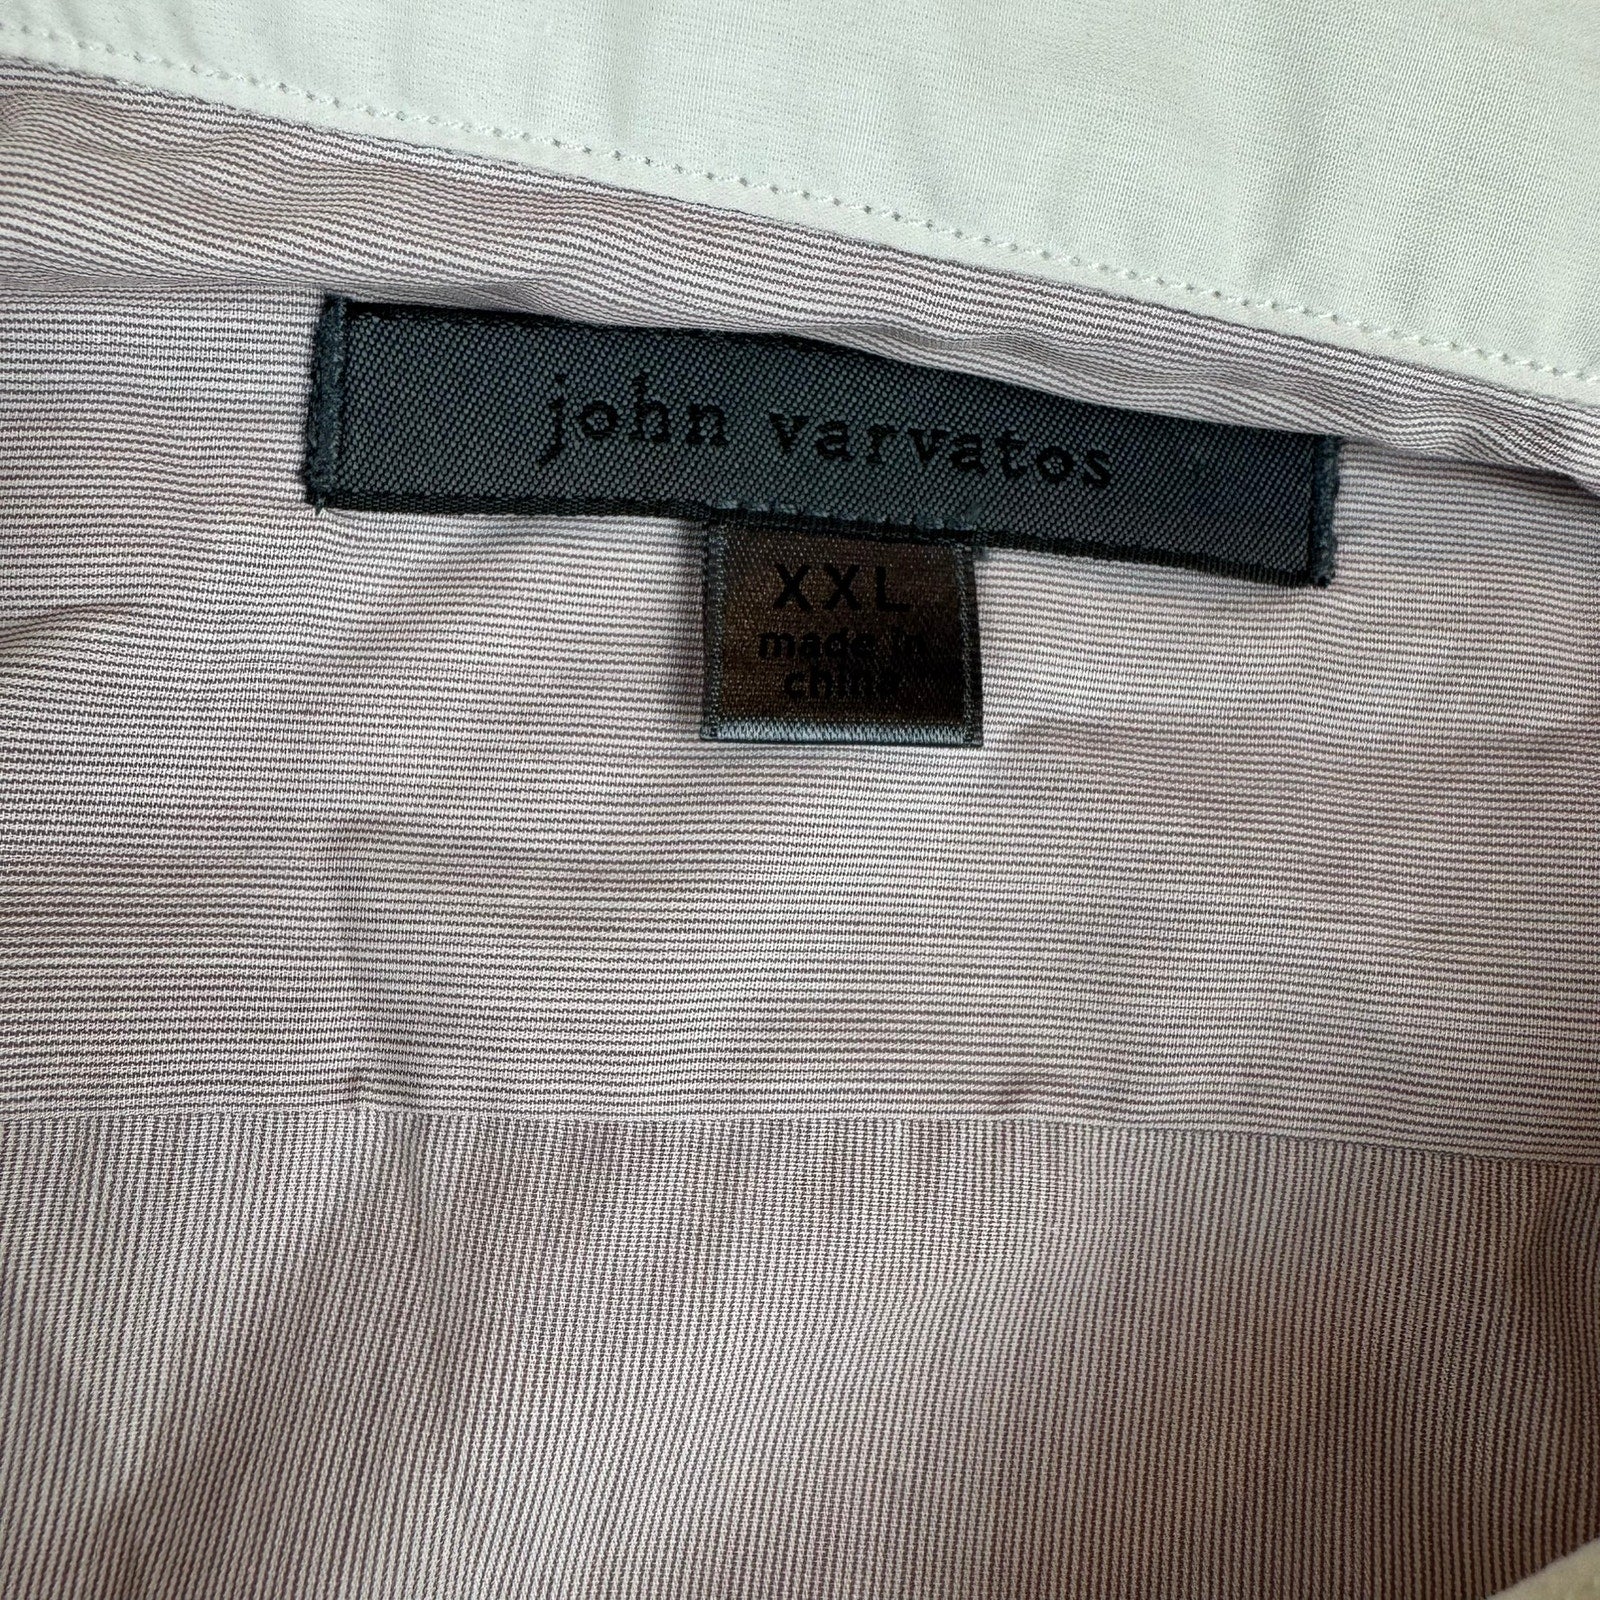 john varvatos
XXL
made in
china